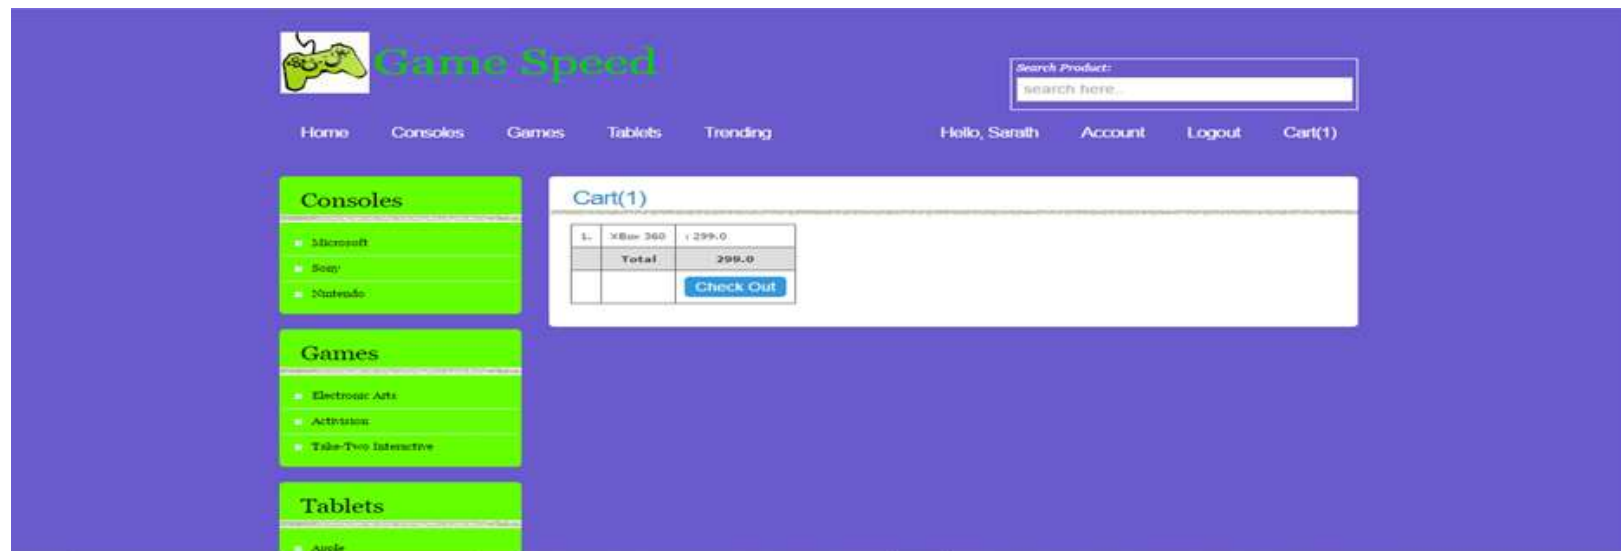 Game Speed
Search Product:
search here..
Home Consoles Games Tablets Trending Hello, Sarath Account Logout Cart(1)
Consoles
Microsoft
Sony
Nintendo
Games
Electronic Arts
Activision
Take-Two Interactive
Tablets
Apple
Cart(1)
1. XBox 360 : 299.0
Total 299.0
Check Out